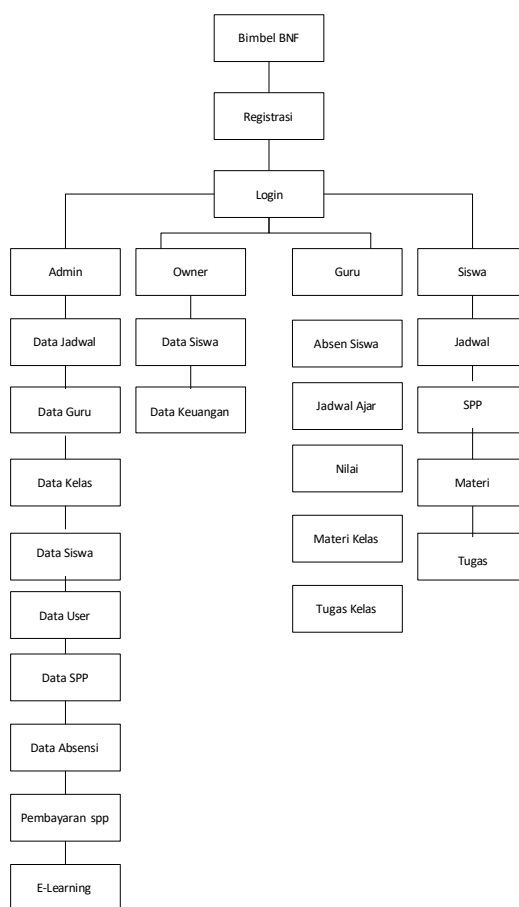 Bimbel BNF
Registrasi
Login
Admin
Owner
Guru
Siswa
Data Jadwal
Data Siswa
Absen Siswa
Jadwal
Data Guru
Data Keuangan
Jadwal Ajar
SPP
Data Kelas
Nilai
Materi
Data Siswa
Materi Kelas
Tugas
Data User
Tugas Kelas
Data SPP
Data Absensi
Pembayaran spp
E-Learning